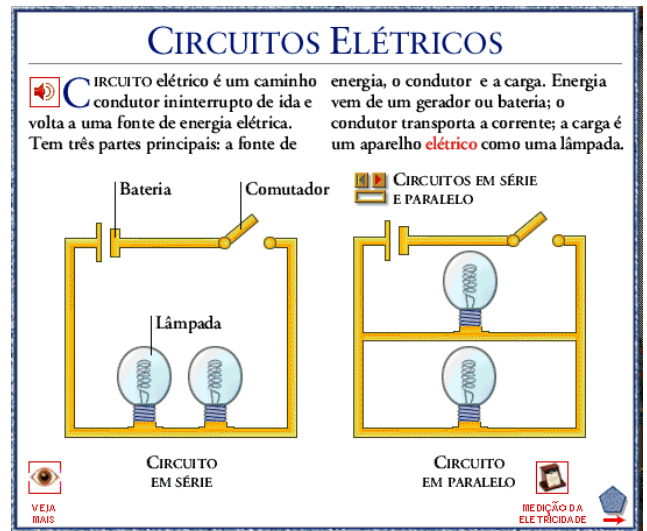 CIRCUITOS ELÉTRICOS
CIRCUITO elétrico é um caminho
condutor ininterrupto de ida e
volta a uma fonte de energia elétrica.
Tem três partes principais: a fonte de
energia, o condutor e a carga. Energia
vem de um gerador ou bateria; o
condutor transporta a corrente; a carga é
um aparelho elétrico como uma lâmpada.
Bateria
Comutador
Lâmpada
CIRCUITO
EM SÉRIE
CIRCUITOS EM SÉRIE
E PARALELO
CIRCUITO
EM PARALELO
VEJA
MAIS
MEDIÇÃO DA
ELETRICIDADE